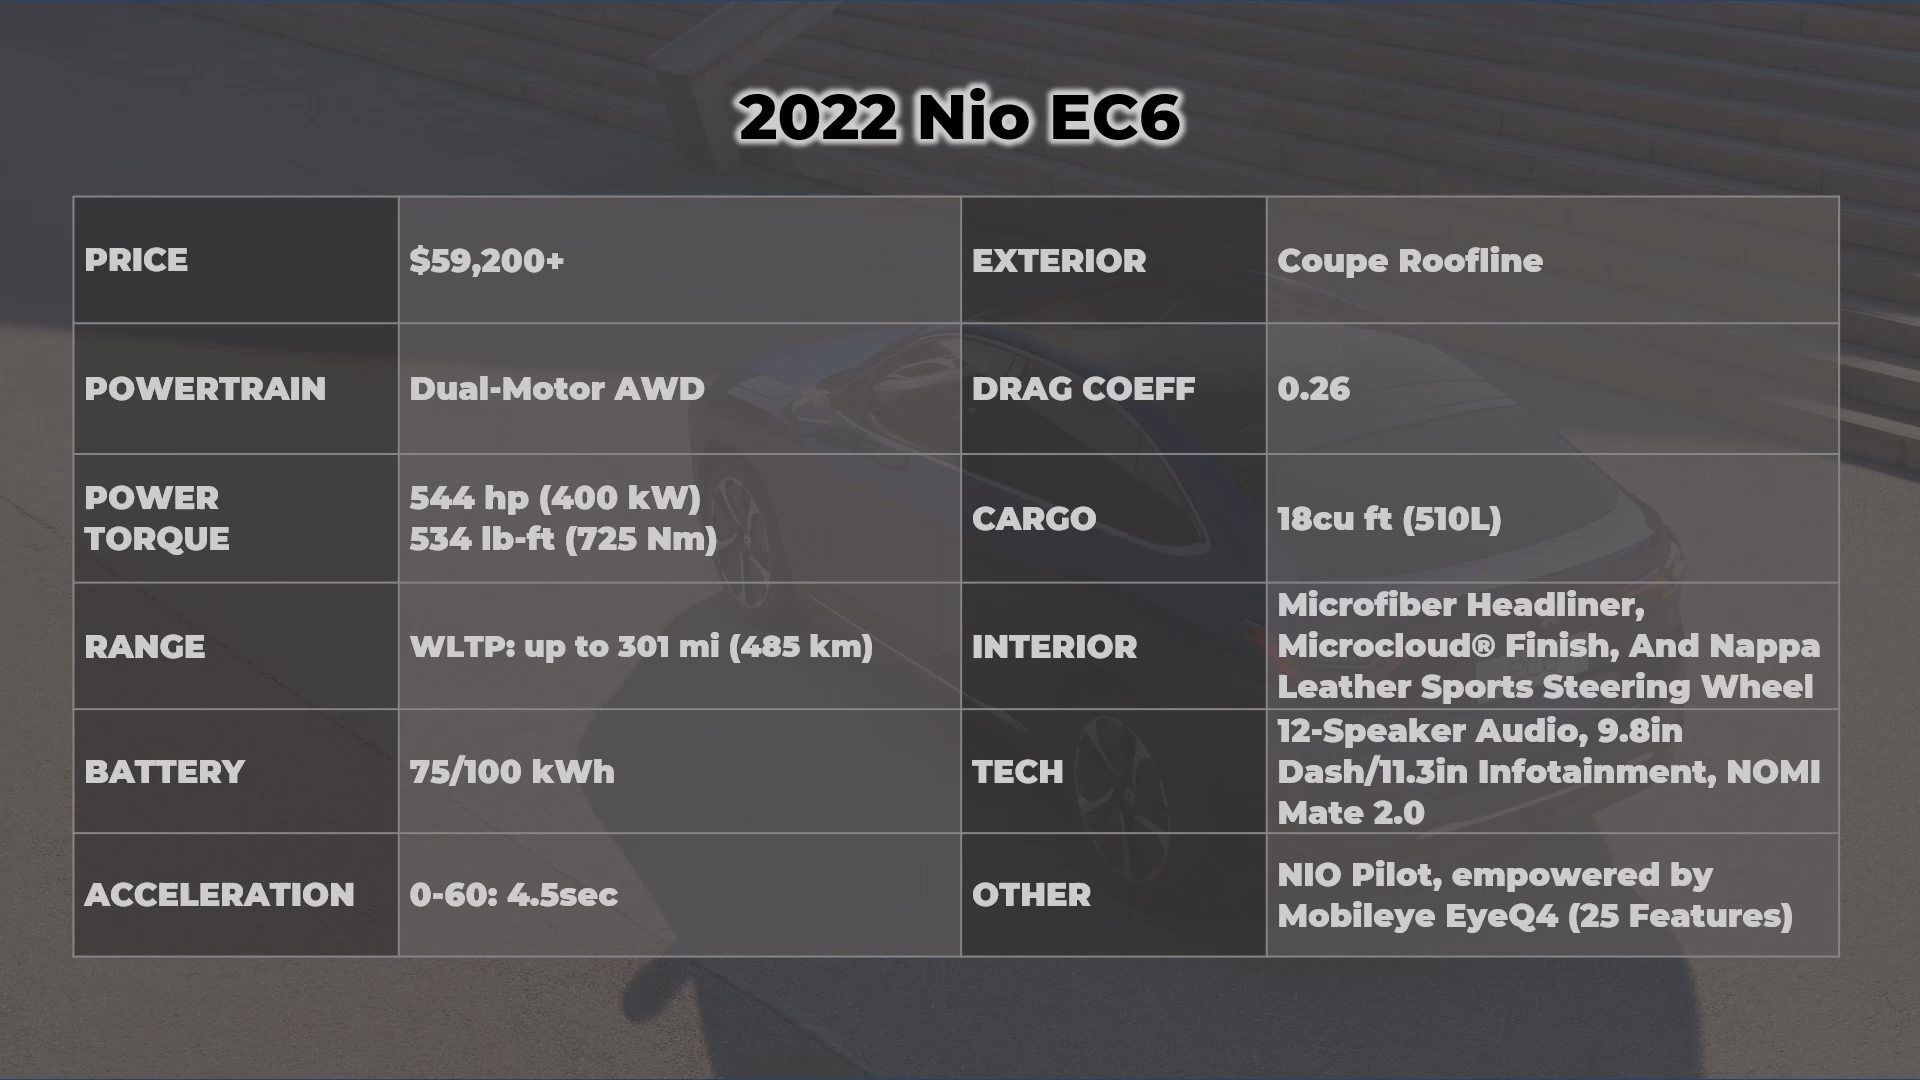 2022 Nio EC6
PRICE
$59,200+
EXTERIOR
Coupe Roofline
POWERTRAIN
Dual-Motor AWD
DRAG COEFF
0.26
POWER
TORQUE
544 hp (400 kW)
534 lb-ft (725 Nm)
CARGO
18cu ft (510L)
RANGE
WLTP: up to 301 mi (485 km)
INTERIOR
Microfiber Headliner,
Microcloud® Finish, And Nappa
Leather Sports Steering Wheel
BATTERY
75/100 kWh
TECH
12-Speaker Audio, 9.8in
Dash/11.3in Infotainment, NOMI
Mate 2.0
ACCELERATION
0-60: 4.5sec
OTHER
NIO Pilot, empowered by
Mobileye EyeQ4 (25 Features)